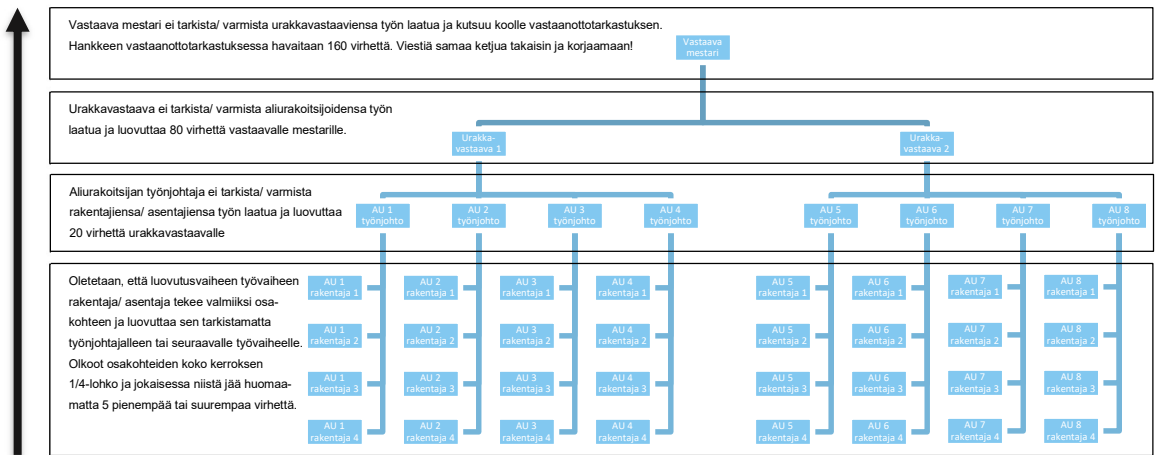 Vastaava mestari ei tarkista/ varmista urakkavastaaviensa työn laatua ja kutsuu koolle vastaanottotarkastuksen.
Hankkeen vastaanottotarkastuksessa havaitaan 160 virhettä. Viestiä samaa ketjua takaisin ja korjaamaan!
Vastaava
mestari
Urakkavastaava ei tarkista/ varmista aliurakoitsijoidensa työn
laatua ja luovuttaa 80 virhettä vastaavalle mestarille.
Urakka-
vastaava 1
Urakka-
vastaava 2
Aliurakoitsijan työnjohtaja ei tarkista/ varmista
rakentajiensa/ asentajiensa työn laatua ja luovuttaa
20 virhettä urakkavastaavalle
AU 1
työnjohto
AU 2
työnjohto
AU 3
työnjohto
AU 4
työnjohto
AU 5
työnjohto
AU 6
työnjohto
AU 7
työnjohto
AU 8
työnjohto
Oletetaan, että luovutusvaiheen työvaiheen
rakentaja/ asentaja tekee valmiiksi osa-
kohteen ja luovuttaa sen tarkistamatta
työnjohtajalleen tai seuraavalle työvaiheelle.
Olkoot osakohteiden koko kerroksen
1/4-lohko ja jokaisessa niistä jää huomaa-
matta 5 pienempää tai suurempaa virhettä.
AU 1
rakentaja 1
AU 2
rakentaja 1
AU 3
rakentaja 1
AU 4
rakentaja 1
AU 5
rakentaja 1
AU 6
rakentaja 1
AU 7
rakentaja 1
AU 8
rakentaja 1
AU 1
rakentaja 2
AU 2
rakentaja 2
AU 3
rakentaja 2
AU 4
rakentaja 2
AU 5
rakentaja 2
AU 6
rakentaja 2
AU 7
rakentaja 2
AU 8
rakentaja 2
AU 1
rakentaja 3
AU 2
rakentaja 3
AU 3
rakentaja 3
AU 4
rakentaja 3
AU 5
rakentaja 3
AU 6
rakentaja 3
AU 7
rakentaja 3
AU 8
rakentaja 3
AU 1
rakentaja 4
AU 2
rakentaja 4
AU 3
rakentaja 4
AU 4
rakentaja 4
AU 5
rakentaja 4
AU 6
rakentaja 4
AU 7
rakentaja 4
AU 8
rakentaja 4